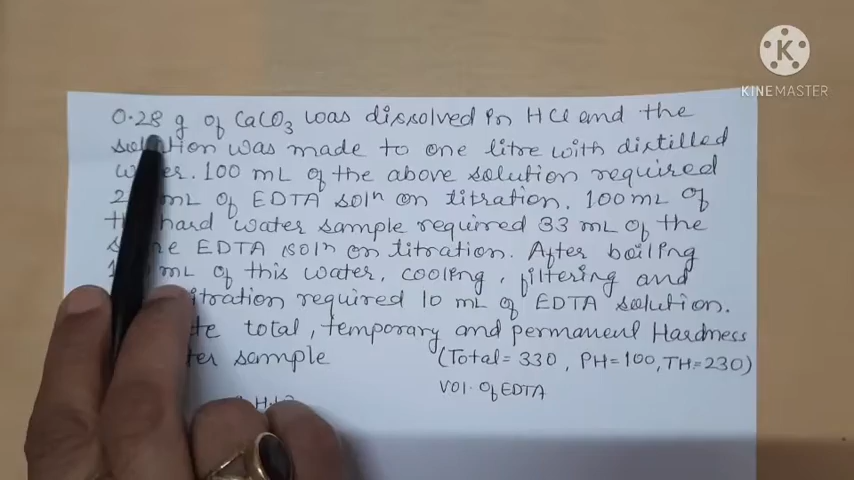 K
KINEMASTER
0.28 g of CaCO3 was dissolved in HCl and the
solution was made to one litre with distilled
100 mL of the above solution required
mL of EDTA soln on titration. 100 mL of
hard water sample required 33 mL of the
EDTA soln on titration. After boiling
mL of this water, cooling, filtering and
titration required 10 mL of EDTA solution.
total, temporary and permanent Hardness
sample (Total = 330, PH=100, TH=230)
Vol. of EDTA